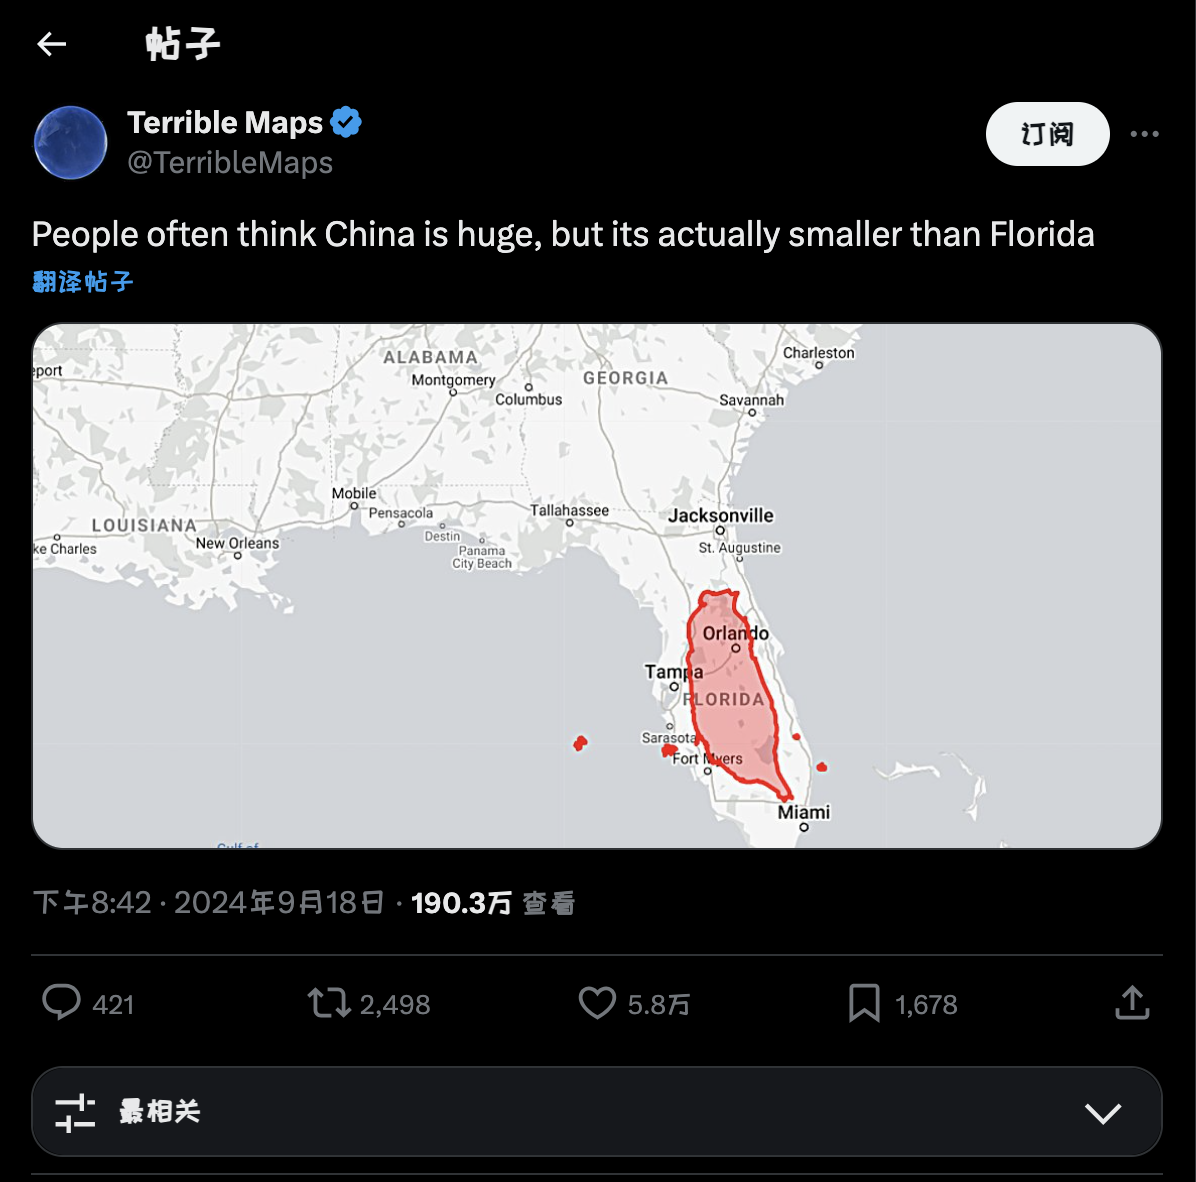 帖子
Terrible Maps
@TerribleMaps
订阅
People often think China is huge, but its actually smaller than Florida
翻译帖子
ALABAMA
Charleston
eport
Montgomery
GEORGIA
Columbus
Savannah
Mobile
Pensacola
Tallahassee
Jacksonville
LOUISIANA
Destin
New Orleans
ke Charles
Panama
City Beach
St. Augustine
Orlando
Tampa
FLORIDA
Sarasota
Fort Myers
Miami
Gulf of
下午8:42 · 2024年9月18日 · 190.3万 查看
421
2,498
5.8万
1,678
最相关